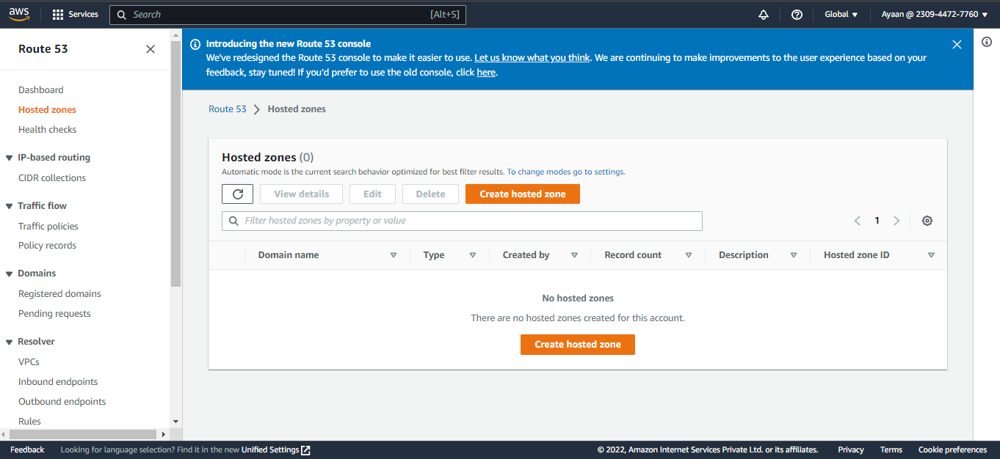 aws
Services
Search
[Alt+S]
Global ▼
Ayaan @ 2309-4472-7760 ▼
Route 53
Dashboard
Hosted zones
Health checks
IP-based routing
CIDR collections
Traffic flow
Traffic policies
Policy records
Domains
Registered domains
Pending requests
Resolver
VPCs
Inbound endpoints
Outbound endpoints
Rules
Introducing the new Route 53 console
We've redesigned the Route 53 console to make it easier to use. Let us know what you think. We are continuing to make improvements to the user experience based on your
feedback, stay tuned! If you'd prefer to use the old console, click here.
Route 53 > Hosted zones
Hosted zones (0)
Automatic mode is the current search behavior optimized for best filter results. To change modes go to settings.
View details
Edit
Delete
Create hosted zone
Filter hosted zones by property or value
1
Domain name
Type
Created by
Record count
Description
Hosted zone ID
No hosted zones
There are no hosted zones created for this account.
Create hosted zone
Feedback
Looking for language selection? Find it in the new Unified Settings
© 2022, Amazon Internet Services Private Ltd. or its affiliates.
Privacy
Terms
Cookie preferences